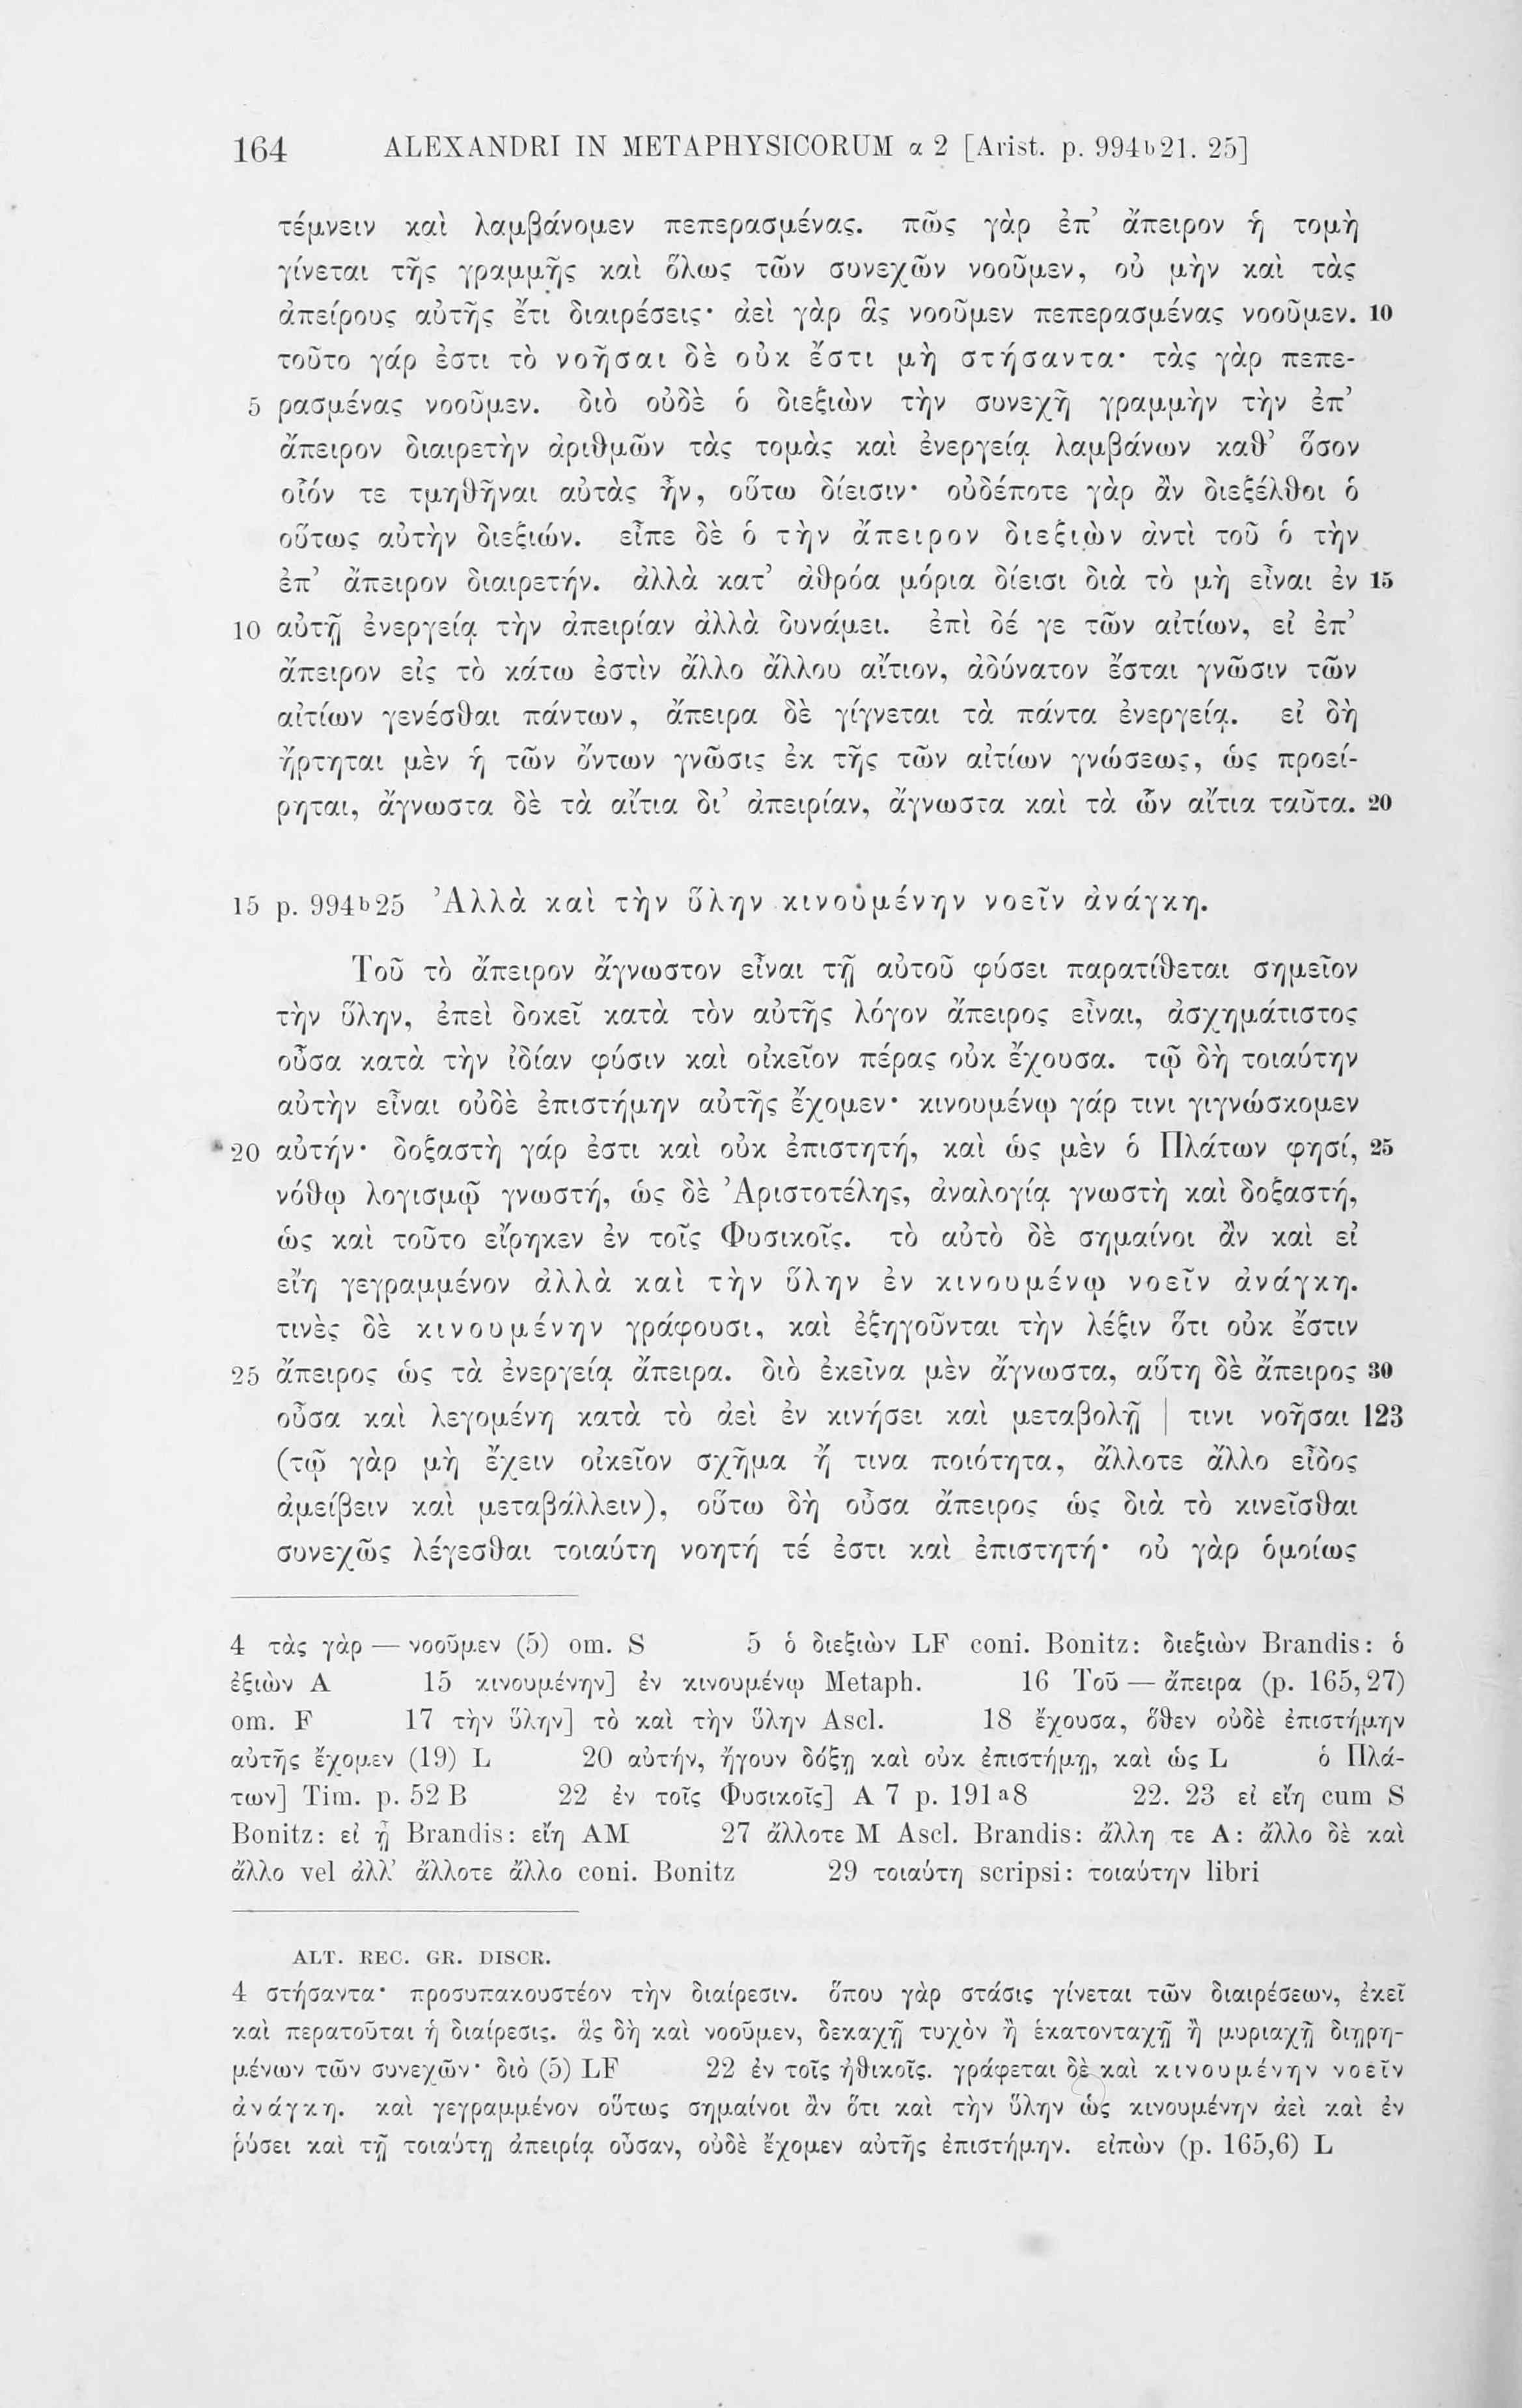 164 ALEXANDRI IN METAPHYSICORUM α 2 [Arist. p. 994b21. 25]
τέμνειν καὶ λαμβάνομεν πεπερασμένας. πῶς γὰρ ἐπ’ ἄπειρον ἡ τομὴ
γίνεται τῆς γραμμῆς καὶ ὅλως τῶν συνεχῶν νοοῦμεν, οὐ μὴν καὶ τὰς
ἀπείρους αὐτῆς ἔτι διαιρέσεις· ἀεὶ γὰρ ἃς νοοῦμεν πεπερασμένας νοοῦμεν. 10
τοῦτο γάρ ἐστι τὸ νοῆσαι δὲ οὐκ ἔστι μὴ στήσαντα· τὰς γὰρ πεπε-
5 ρασμένας νοοῦμεν. διὸ οὐδὲ ὁ διεξιὼν τὴν συνεχῆ γραμμὴν τὴν ἐπ’
ἄπειρον διαιρετὴν ἀριθμῶν τὰς τομὰς καὶ ἐνεργείᾳ λαμβάνων καθ’ ὅσον
οἷόν τε τμηθῆναι αὐτὰς ἦν, οὕτω δίεισιν· οὐδέποτε γὰρ ἂν διεξέλθοι ὁ
οὕτως αὐτὴν διεξιών. εἶπε δὲ ὁ τὴν ἄπειρον διεξιὼν ἀντὶ τοῦ ὁ τὴν
ἐπ’ ἄπειρον διαιρετήν. ἀλλὰ κατ’ ἀθρόα μόρια δίεισι διὰ τὸ μὴ εἶναι ἐν 15
10 αὐτῇ ἐνεργείᾳ τὴν ἀπειρίαν ἀλλὰ δυνάμει. ἐπὶ δέ γε τῶν αἰτίων, εἰ ἐπ’
ἄπειρον εἰς τὸ κάτω ἐστὶν ἄλλο ἄλλου αἴτιον, ἀδύνατον ἔσται γνῶσιν τῶν
αἰτίων γενέσθαι πάντων, ἄπειρα δὲ γίγνεται τὰ πάντα ἐνεργείᾳ. εἰ δὴ
ἤρτηται μὲν ἡ τῶν ὄντων γνῶσις ἐκ τῆς τῶν αἰτίων γνώσεως, ὡς προεί-
ρηται, ἄγνωστα δὲ τὰ αἴτια δι’ ἀπειρίαν, ἄγνωστα καὶ τὰ ὧν αἴτια ταῦτα. 20
15 p. 994b25 Ἀλλὰ καὶ τὴν ὕλην κινουμένην νοεῖν ἀνάγκη.
Τοῦ τὸ ἄπειρον ἄγνωστον εἶναι τῇ αὐτοῦ φύσει παρατίθεται σημεῖον
τὴν ὕλην, ἐπεὶ δοκεῖ κατὰ τὸν αὐτῆς λόγον ἄπειρος εἶναι, ἀσχημάτιστος
οὖσα κατὰ τὴν ἰδίαν φύσιν καὶ οἰκεῖον πέρας οὐκ ἔχουσα. τῷ δὴ τοιαύτην
αὐτὴν εἶναι οὐδὲ ἐπιστήμην αὐτῆς ἔχομεν· κινουμένῳ γάρ τινι γιγνώσκομεν
20 αὐτήν· δοξαστὴ γάρ ἐστι καὶ οὐκ ἐπιστητή, καὶ ὡς μὲν ὁ Πλάτων φησί, 25
νόθῳ λογισμῷ γνωστή, ὡς δὲ Ἀριστοτέλης, ἀναλογίᾳ γνωστὴ καὶ δοξαστή,
ὡς καὶ τοῦτο εἴρηκεν ἐν τοῖς Φυσικοῖς. τὸ αὐτὸ δὲ σημαίνοι ἂν καὶ εἰ
εἴη γεγραμμένον ἀλλὰ καὶ τὴν ὕλην ἐν κινουμένῳ νοεῖν ἀνάγκη.
τινὲς δὲ κινουμένην γράφουσι, καὶ ἐξηγοῦνται τὴν λέξιν ὅτι οὐκ ἔστιν
25 ἄπειρος ὡς τὰ ἐνεργείᾳ ἄπειρα. διὸ ἐκεῖνα μὲν ἄγνωστα, αὕτη δὲ ἄπειρος 30
οὖσα καὶ λεγομένη κατὰ τὸ ἀεὶ ἐν κινήσει καὶ μεταβολῇ | τινι νοῆσαι 123
(τῷ γὰρ μὴ ἔχειν οἰκεῖον σχῆμα ἤ τινα ποιότητα, ἄλλοτε ἄλλο εἶδος
ἀμείβειν καὶ μεταβάλλειν), οὕτω δὴ οὖσα ἄπειρος ὡς διὰ τὸ κινεῖσθαι
συνεχῶς λέγεσθαι τοιαύτη νοητή τέ ἐστι καὶ ἐπιστητή· οὐ γὰρ ὁμοίως
4 τὰς γὰρ — νοοῦμεν (5) om. S 5 ὁ διεξιὼν LF coni. Bonitz: διεξιὼν Brandis: ὁ
ἐξιὼν A 15 κινουμένην] ἐν κινουμένῳ Metaph. 16 Τοῦ — ἄπειρα (p. 165,27)
om. F 17 τὴν ὕλην] τὸ καὶ τὴν ὕλην Ascl. 18 ἔχουσα, ὅθεν οὐδὲ ἐπιστήμην
αὐτῆς ἔχομεν (19) L 20 αὐτήν, ἤγουν δόξῃ καὶ οὐκ ἐπιστήμῃ, καὶ ὡς L ὁ Πλά-
των] Tim. p. 52 B 22 ἐν τοῖς Φυσικοῖς] A 7 p. 191a8 22. 23 εἰ εἴη cum S
Bonitz: εἰ ᾖ Brandis: εἴη AM 27 ἄλλοτε M Ascl. Brandis: ἄλλη τε A: ἄλλο δὲ καὶ
ἄλλο vel ἀλλ’ ἄλλοτε ἄλλο coni. Bonitz 29 τοιαύτη scripsi: τοιαύτην libri
ALT. REC. GR. DISCR.
4 στήσαντα· προσυπακουστέον τὴν διαίρεσιν. ὅπου γὰρ στάσις γίνεται τῶν διαιρέσεων, ἐκεῖ
καὶ περατοῦται ἡ διαίρεσις. ἃς δὴ καὶ νοοῦμεν, δεκαχῇ τυχὸν ἢ ἑκατονταχῇ ἢ μυριαχῇ διῃρη-
μένων τῶν συνεχῶν· διὸ (5) LF 22 ἐν τοῖς ἠθικοῖς. γράφεται δὲ καὶ κινουμένην νοεῖν
ἀνάγκη. καὶ γεγραμμένον οὕτως σημαίνοι ἂν ὅτι καὶ τὴν ὕλην ὡς κινουμένην ἀεὶ καὶ ἐν
ῥύσει καὶ τῇ τοιαύτῃ ἀπειρίᾳ οὖσαν, οὐδὲ ἔχομεν αὐτῆς ἐπιστήμην. εἰπὼν (p. 165,6) L